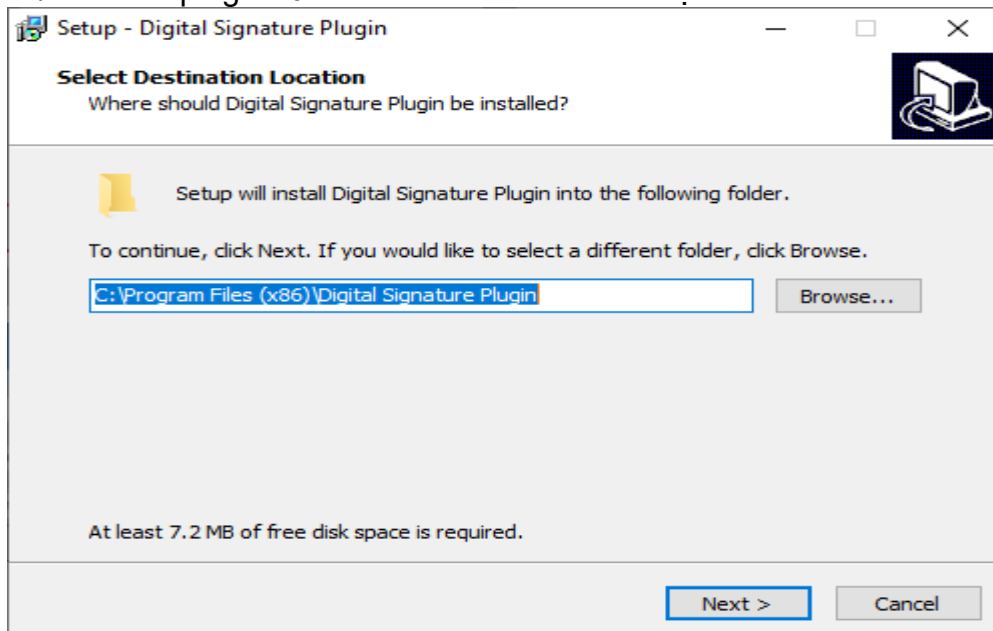 Setup - Digital Signature Plugin
Select Destination Location
Where should Digital Signature Plugin be installed?
Setup will install Digital Signature Plugin into the following folder.
To continue, click Next. If you would like to select a different folder, click Browse.
C:\Program Files (x86)\Digital Signature Plugin
Browse...
At least 7.2 MB of free disk space is required.
Next >
Cancel